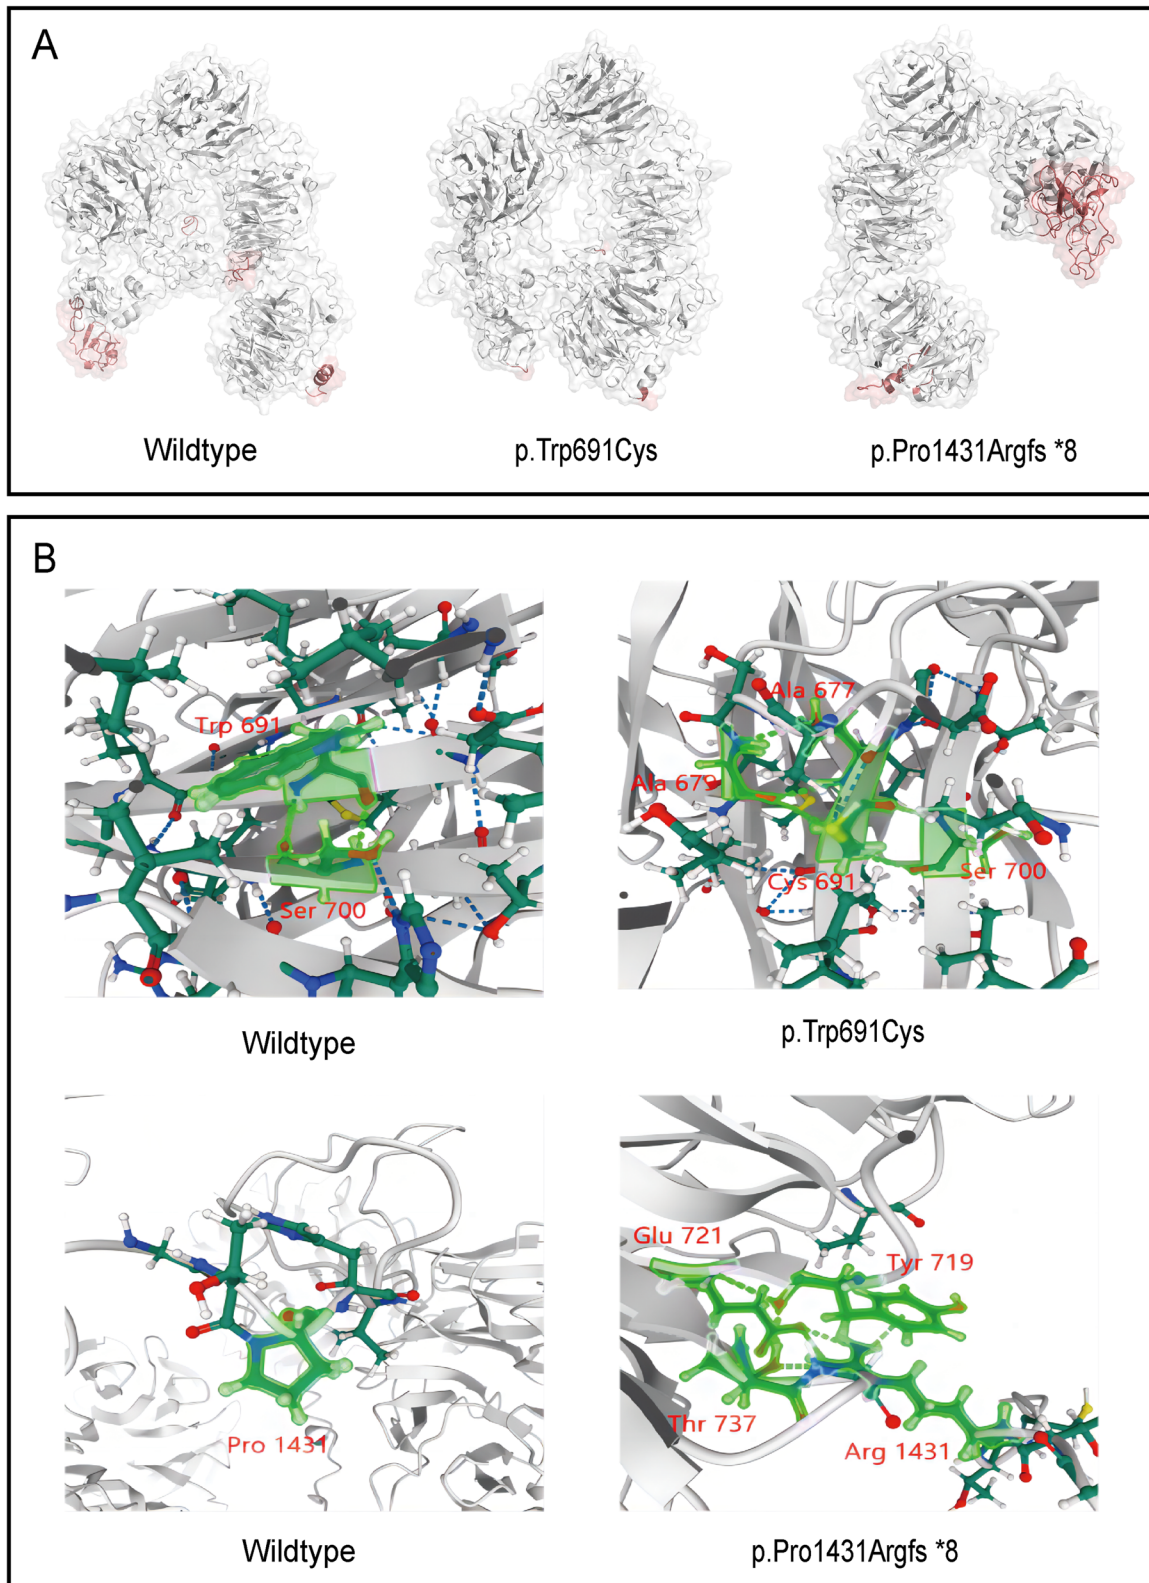 A
Wildtype
p.Trp691Cys
p.Pro1431Argfs *8
B
Trp 691
Ser 700
Ala 677
Ala 679
Cys 691
Ser 700
Wildtype
p.Trp691Cys
Pro 1431
Glu 721
Tyr 719
Thr 737
Arg 1431
Wildtype
p.Pro1431Argfs *8